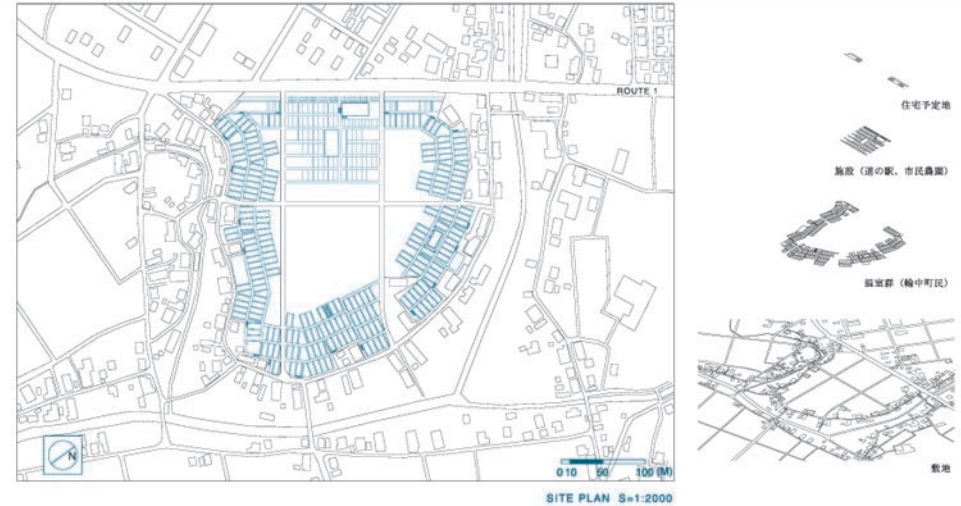 ROUTE 1
住宅予定地
施設（道の駅、市民農園）
温室群（輪中町民）
敷地
N
0 10 50 100 (M)
SITE PLAN S=1:2000